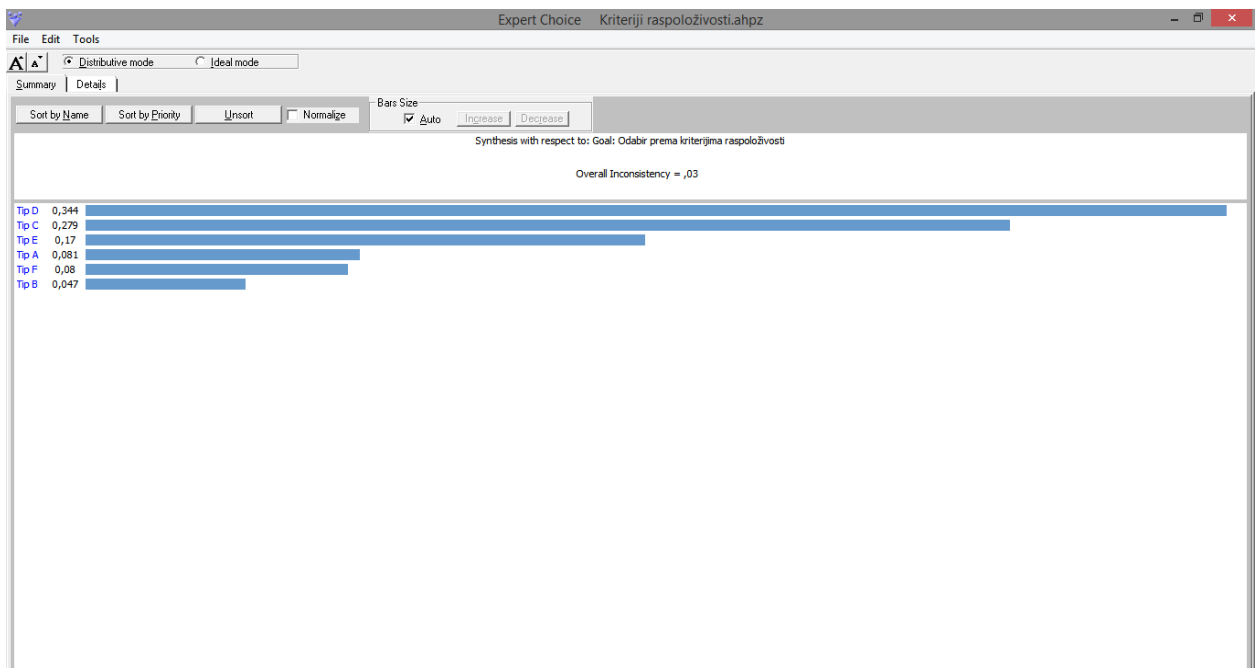 Expert Choice Kriteriji raspoloživosti.ahpz
File Edit Tools
A A Distributive mode Ideal mode
Summary Details
Sort by Name Sort by Priority Unsort Normalize Bars Size Auto Increase Decrease
Synthesis with respect to: Goal: Odabir prema kriterijima raspoloživosti
Overall Inconsistency = ,03
Tip D 0,344
Tip C 0,279
Tip E 0,17
Tip A 0,081
Tip F 0,08
Tip B 0,047